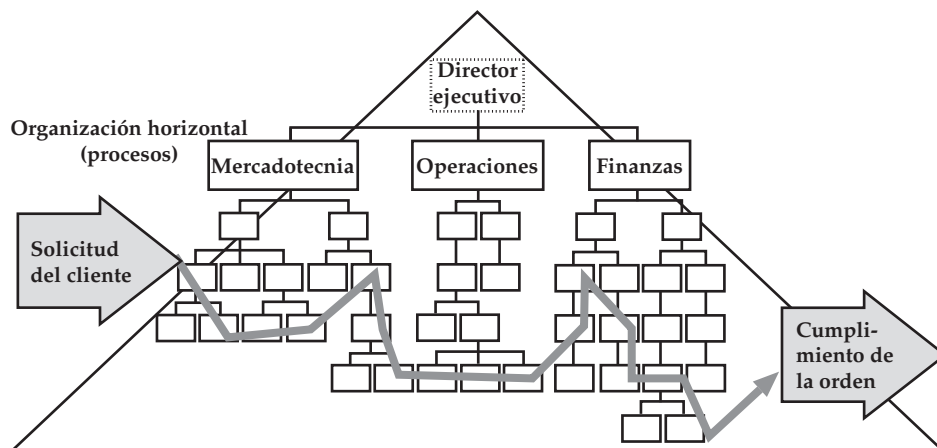 Director
ejecutivo
Organización horizontal
(procesos)
Mercadotecnia
Operaciones
Finanzas
Solicitud
del cliente
Cumpli-
miento de
la orden